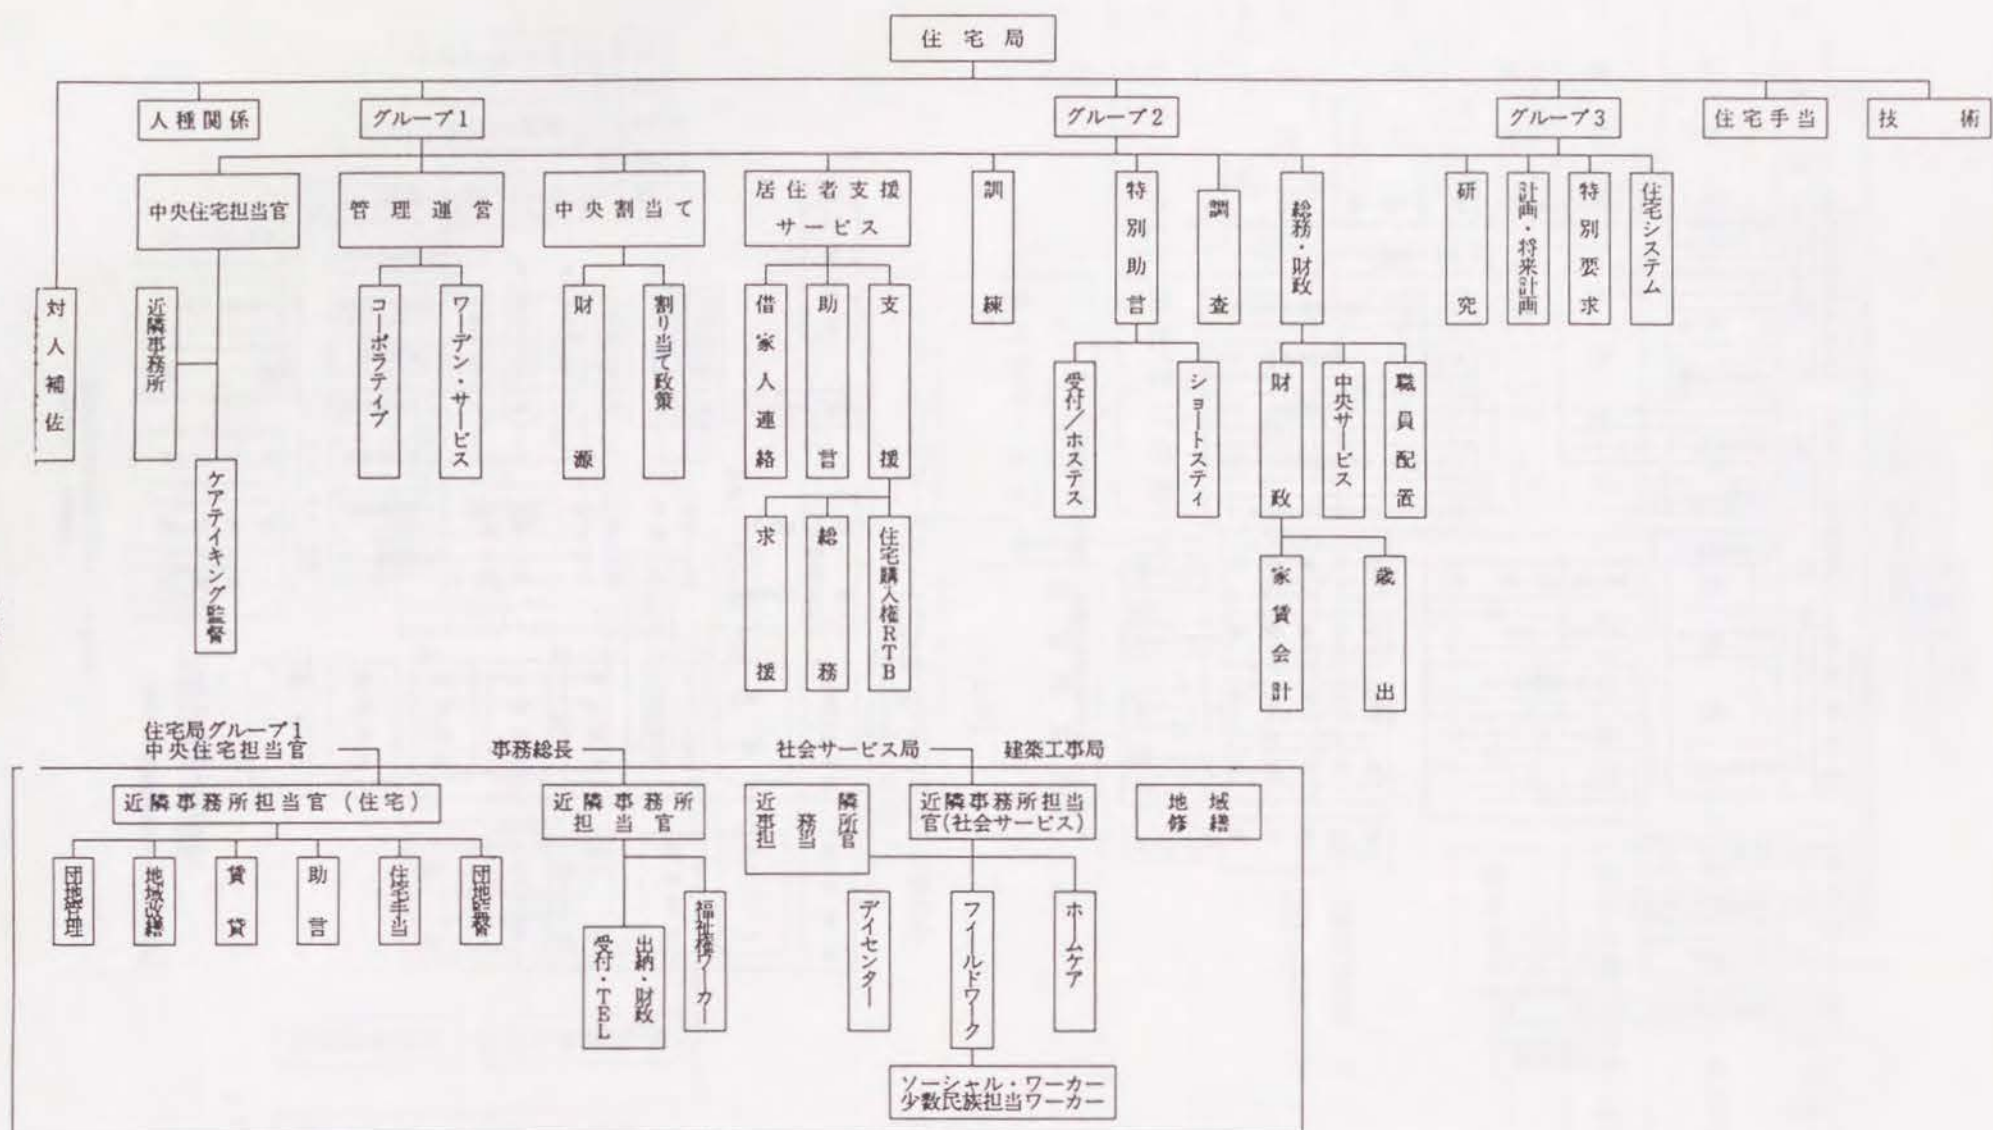 住宅局
人種関係
グループ1
グループ2
グループ3
住宅手当
技術
対人補佐
中央住宅担当官
管理運営
中央割当て
居住者支援
サービス
訓練
特別助言
調査
総務・財政
研究
計画・将来計画
特別要求
住宅システム
近隣事務所
ケアテイキング監督
コーポラティブ
ワーデン・サービス
財源
割り当て政策
借家人連絡
助言
支援
受付/ホステス
ショートスティ
財政
中央サービス
職員配置
求援
総務
住宅購入権RTB
家賃会計
歳出
住宅局グループ1
中央住宅担当官
事務総長
社会サービス局
建築工事局
近隣事務所担当官(住宅)
近隣事務所
担当官
近隣
事務所
担当官
近隣事務所担当
官(社会サービス)
地域
修繕
団地管理
地域改繕
賃貸
助言
住宅手当
団地監督
出納・財政
受付・TEL
福祉権ワーカー
デイセンター
フィールドワーク
ホームケア
ソーシャル・ワーカー
少数民族担当ワーカー